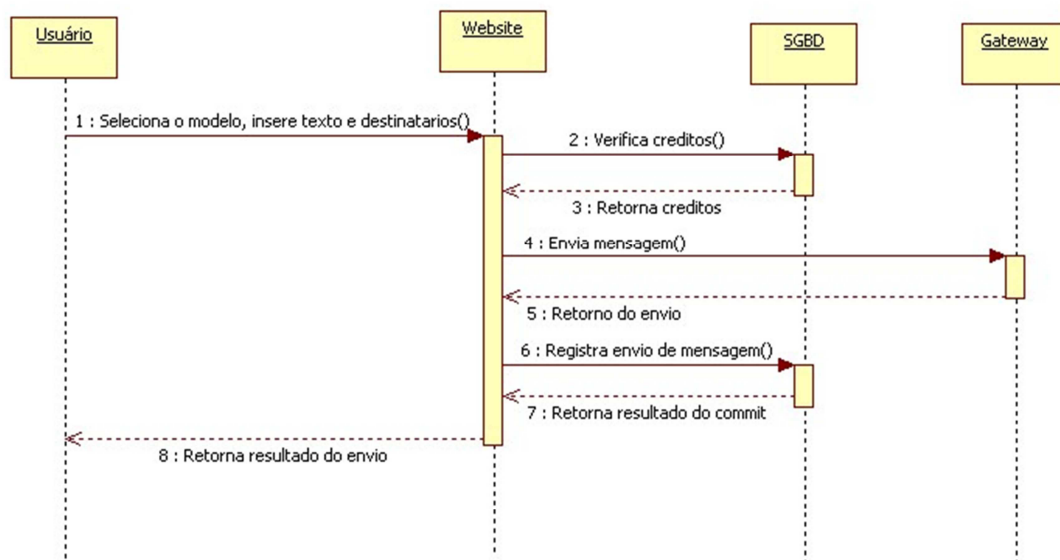 Usuário
Website
SGBD
Gateway
1 : Seleciona o modelo, insere texto e destinatarios()
2 : Verifica creditos()
3 : Retorna creditos
4 : Envia mensagem()
5 : Retorno do envio
6 : Registra envio de mensagem()
7 : Retorna resultado do commit
8 : Retorna resultado do envio